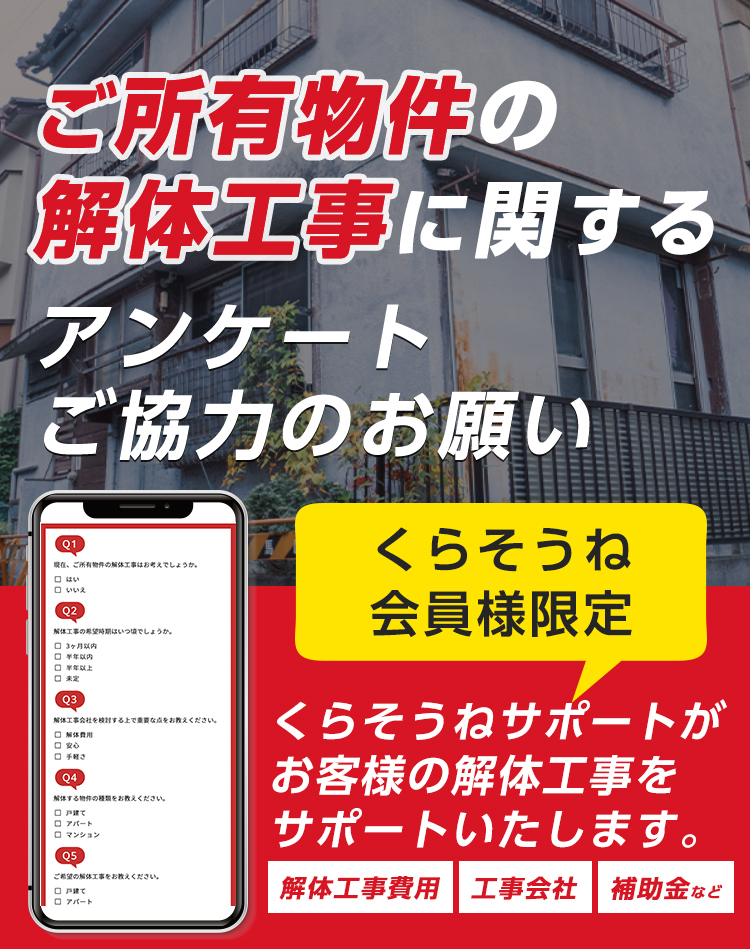 ご所有物件の
解体工事に関する
アンケート
ご協力のお願い
Q1
現在、ご所有物件の解体工事はお考えでしょうか。
□ はい
□ いいえ
Q2
解体工事の希望時期はいつ頃でしょうか。
□ 3ヶ月以内
□ 半年以内
□ 半年以上
□ 未定
Q3
解体工事会社を検討する上で重要な点をお教えください。
□ 解体費用
□ 安心
□ 手軽さ
Q4
解体する物件の種類をお教えください。
□ 戸建て
□ アパート
□ マンション
Q5
ご希望の解体工事をお教えください。
□ 戸建て
□ アパート
くらそうね
会員様限定
くらそうねサポートが
お客様の解体工事を
サポートいたします。
解体工事費用 工事会社 補助金など